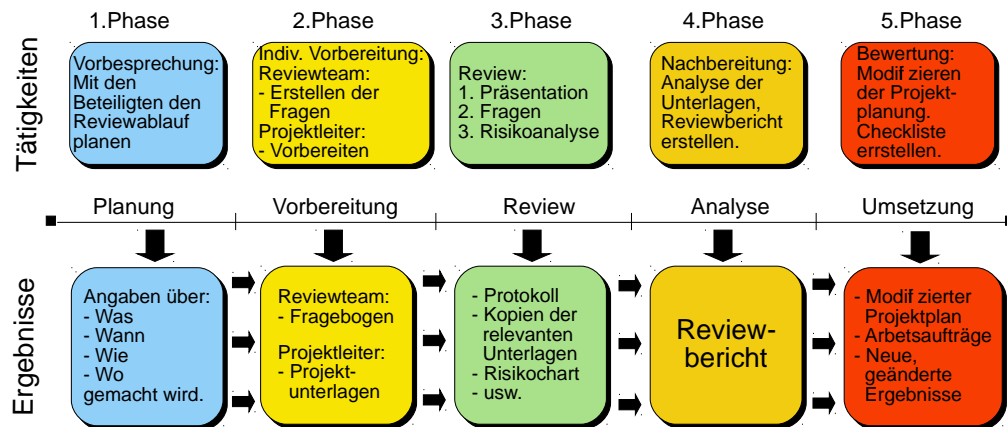 1.Phase
2.Phase
3.Phase
4.Phase
5.Phase
Tätigkeiten
Vorbesprechung:
Mit den
Beteiligten den
Reviewablauf
planen
Indiv. Vorbereitung:
Reviewteam:
- Erstellen der
Fragen
Projektleiter:
- Vorbereiten
Review:
1. Präsentation
2. Fragen
3. Risikoanalyse
Nachbereitung:
Analyse der
Unterlagen,
Reviewbericht
erstellen.
Bewertung:
Modif zieren
der Projekt-
planung.
Checkliste
errstellen.
Planung
Vorbereitung
Review
Analyse
Umsetzung
Ergebnisse
Angaben über:
- Was
- Wann
- Wie
- Wo
gemacht wird.
Reviewteam:
- Fragebogen
Projektleiter:
- Projekt-
unterlagen
- Protokoll
- Kopien der
relevanten
Unterlagen
- Risikochart
- usw.
Review-
bericht
- Modif zierter
Projektplan
- Arbeitsaufträge
- Neue,
geänderte
Ergebnisse